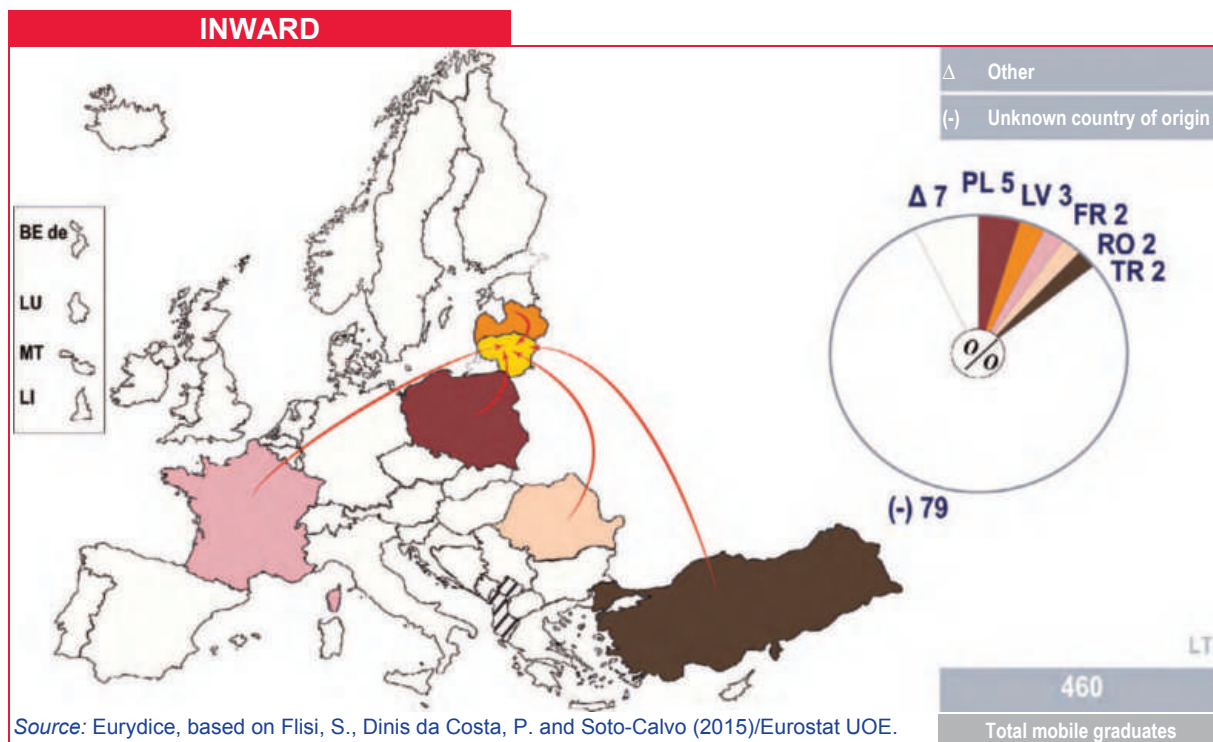 INWARD
Δ Other
(-) Unknown country of origin
BE de
LU
MT
LI
Δ 7
PL 5
LV 3
FR 2
RO 2
TR 2
%
(-) 79
LT
460
Total mobile graduates
Source: Eurydice, based on Flisi, S., Dinis da Costa, P. and Soto-Calvo (2015)/Eurostat UOE.